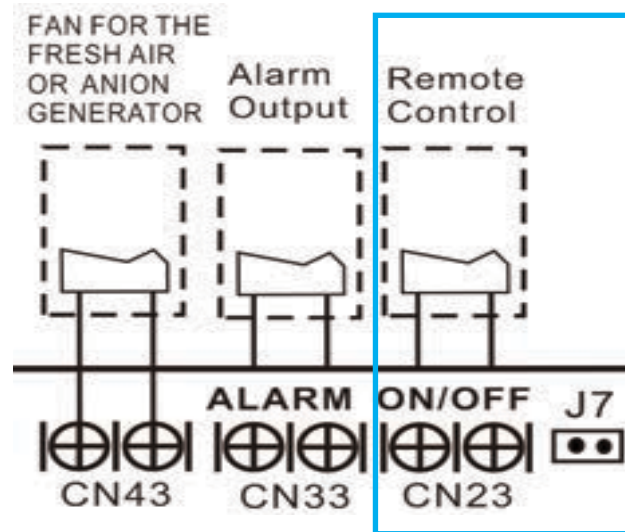 FAN FOR THE
FRESH AIR
OR ANION
GENERATOR
Alarm
Output
Remote
Control
ALARM
ON/OFF
J7
CN43
CN33
CN23